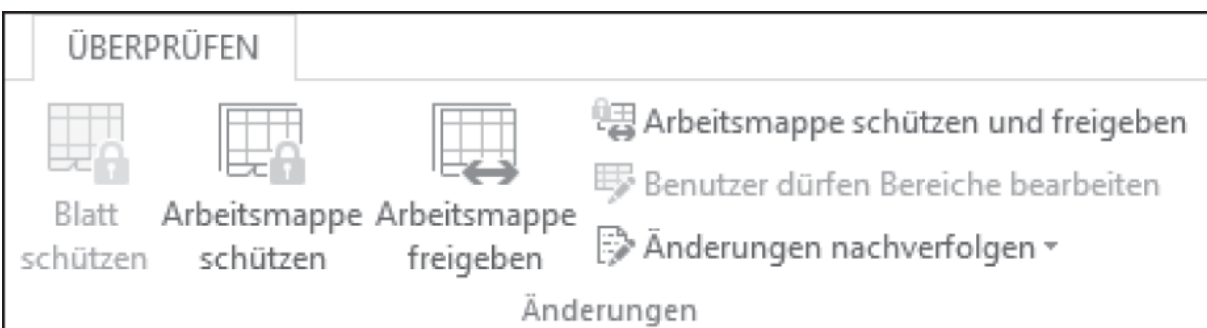 ÜBERPRÜFEN
Blatt
schützen
Arbeitsmappe
schützen
Arbeitsmappe
freigeben
Arbeitsmappe schützen und freigeben
Benutzer dürfen Bereiche bearbeiten
Änderungen nachverfolgen
Änderungen